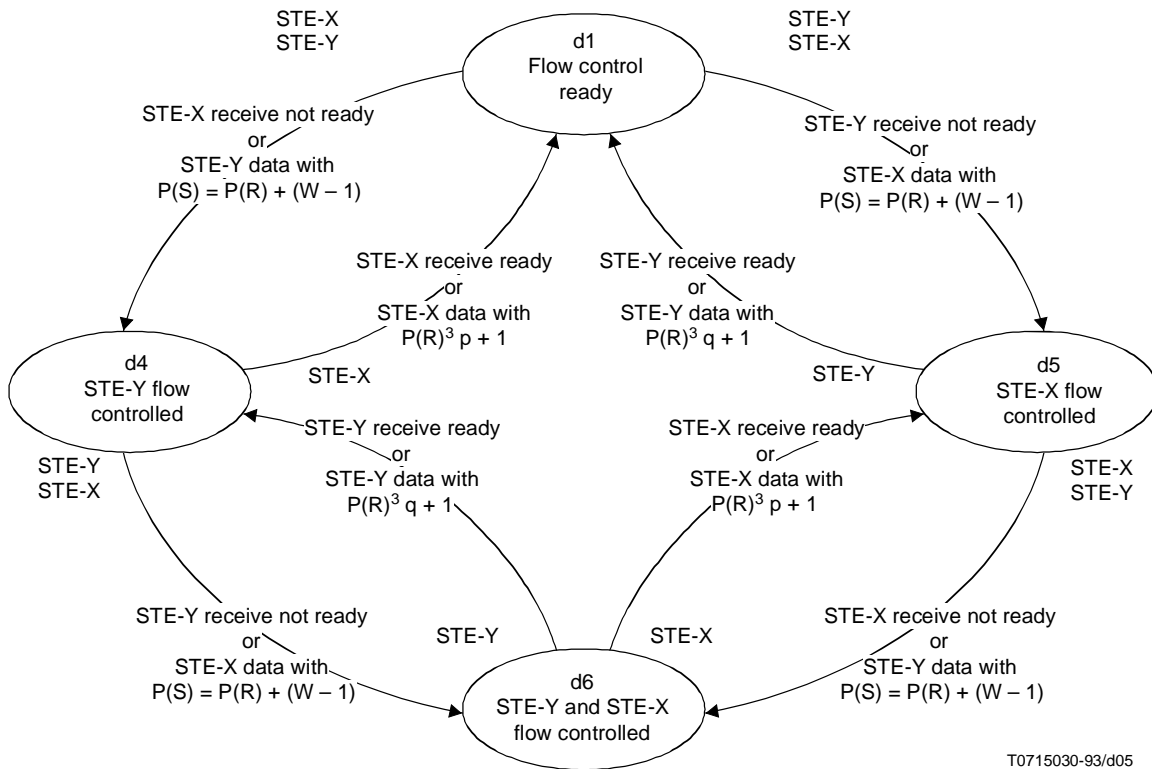 STE-X
STE-Y
STE-Y
STE-X
d1
Flow control
ready
STE-X receive not ready
or
STE-Y data with
P(S) = P(R) + (W – 1)
STE-Y receive not ready
or
STE-X data with
P(S) = P(R) + (W – 1)
STE-X receive ready
or
STE-X data with
P(R)³ p + 1
STE-Y receive ready
or
STE-Y data with
P(R)³ q + 1
d4
STE-Y flow
controlled
STE-X
STE-Y
d5
STE-X flow
controlled
STE-Y
STE-X
STE-Y receive ready
or
STE-Y data with
P(R)³ q + 1
STE-X receive ready
or
STE-X data with
P(R)³ p + 1
STE-X
STE-Y
STE-Y receive not ready
or
STE-X data with
P(S) = P(R) + (W – 1)
STE-Y
STE-X
STE-X receive not ready
or
STE-Y data with
P(S) = P(R) + (W – 1)
d6
STE-Y and STE-X
flow controlled
T0715030-93/d05